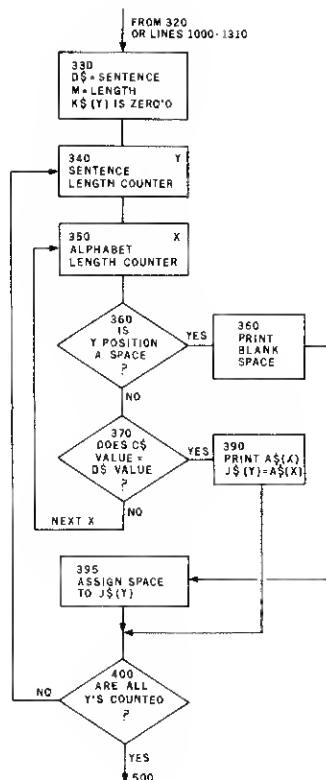 FROM 320
OR LINES 1000-1310
330
D$=SENTENCE
M=LENGTH
K$(Y) IS ZERO'D
340 Y
SENTENCE
LENGTH COUNTER
350 X
ALPHABET
LENGTH COUNTER
360
IS
Y POSITION
A SPACE
?
YES
360
PRINT
BLANK
SPACE
NO
370
DOES C$
VALUE =
D$ VALUE
?
YES
390
PRINT A$(X)
J$(Y)=A$(X)
NEXT X
NO
395
ASSIGN SPACE
TO J$(Y)
400
ARE ALL
Y'S COUNTED
?
NO
YES
500